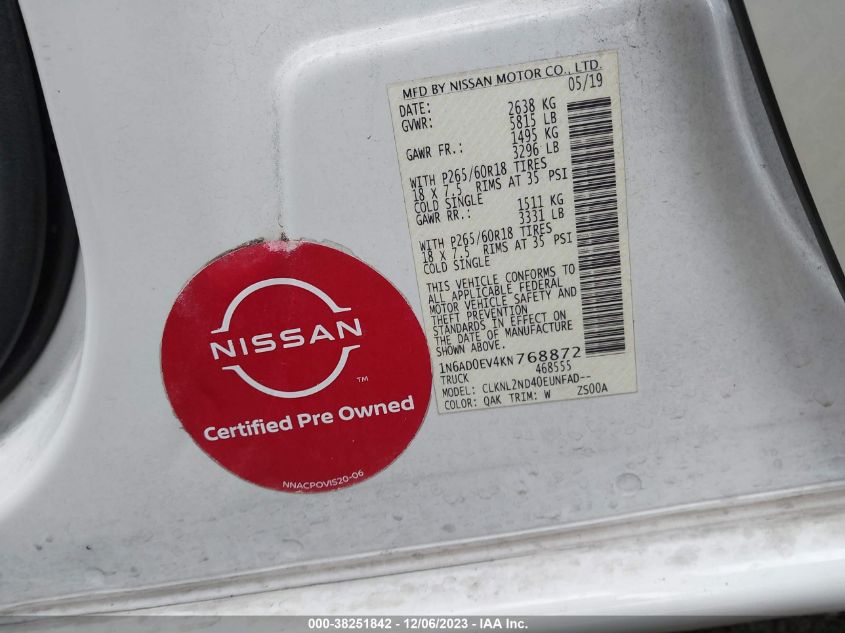 MFD BY NISSAN MOTOR CO., LTD.
DATE: 05/19
GVWR: 2638 KG
5815 LB
GAWR FR.: 1495 KG
3296 LB
WITH P265/60R18 TIRES
18 X 7.5 RIMS AT 35 PSI
COLD SINGLE
GAWR RR.: 1511 KG
3331 LB
WITH P265/60R18 TIRES
18 X 7.5 RIMS AT 35 PSI
COLD SINGLE
THIS VEHICLE CONFORMS TO
ALL APPLICABLE FEDERAL
MOTOR VEHICLE SAFETY AND
THEFT PREVENTION
STANDARDS IN EFFECT ON
THE DATE OF MANUFACTURE
SHOWN ABOVE.
1N6AD0EV4KN768872
TRUCK 468555
MODEL: CLKNL2ND40EUNFAD--
COLOR: QAK TRIM: W ZS00A
NISSAN
TM
Certified Pre Owned
NNACPOVIS20-06
000-38251842 - 12/06/2023 - IAA Inc.